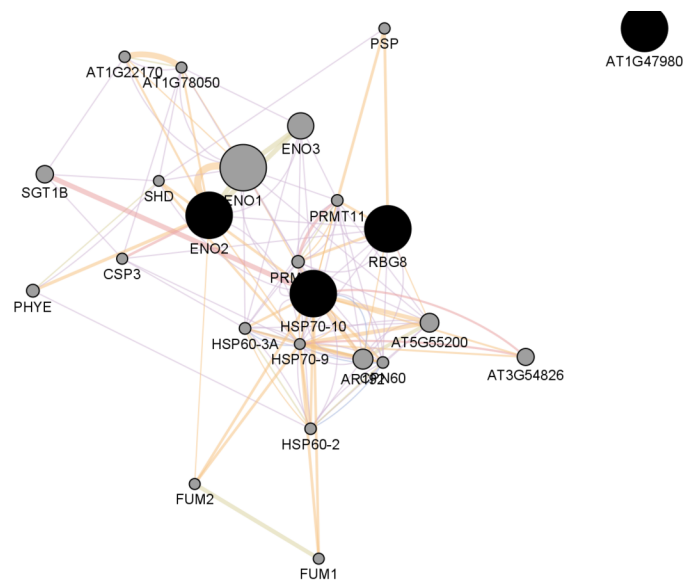 PSP
AT1G47980
AT1G22170
AT1G78050
ENO3
SGT1B
SHD
ENO1
PRMT11
ENO2
RBG8
CSP3
PHYE
HSP70-10
HSP60-3A
AT5G55200
HSP70-9
AT3G54826
CPN60
HSP60-2
FUM2
FUM1